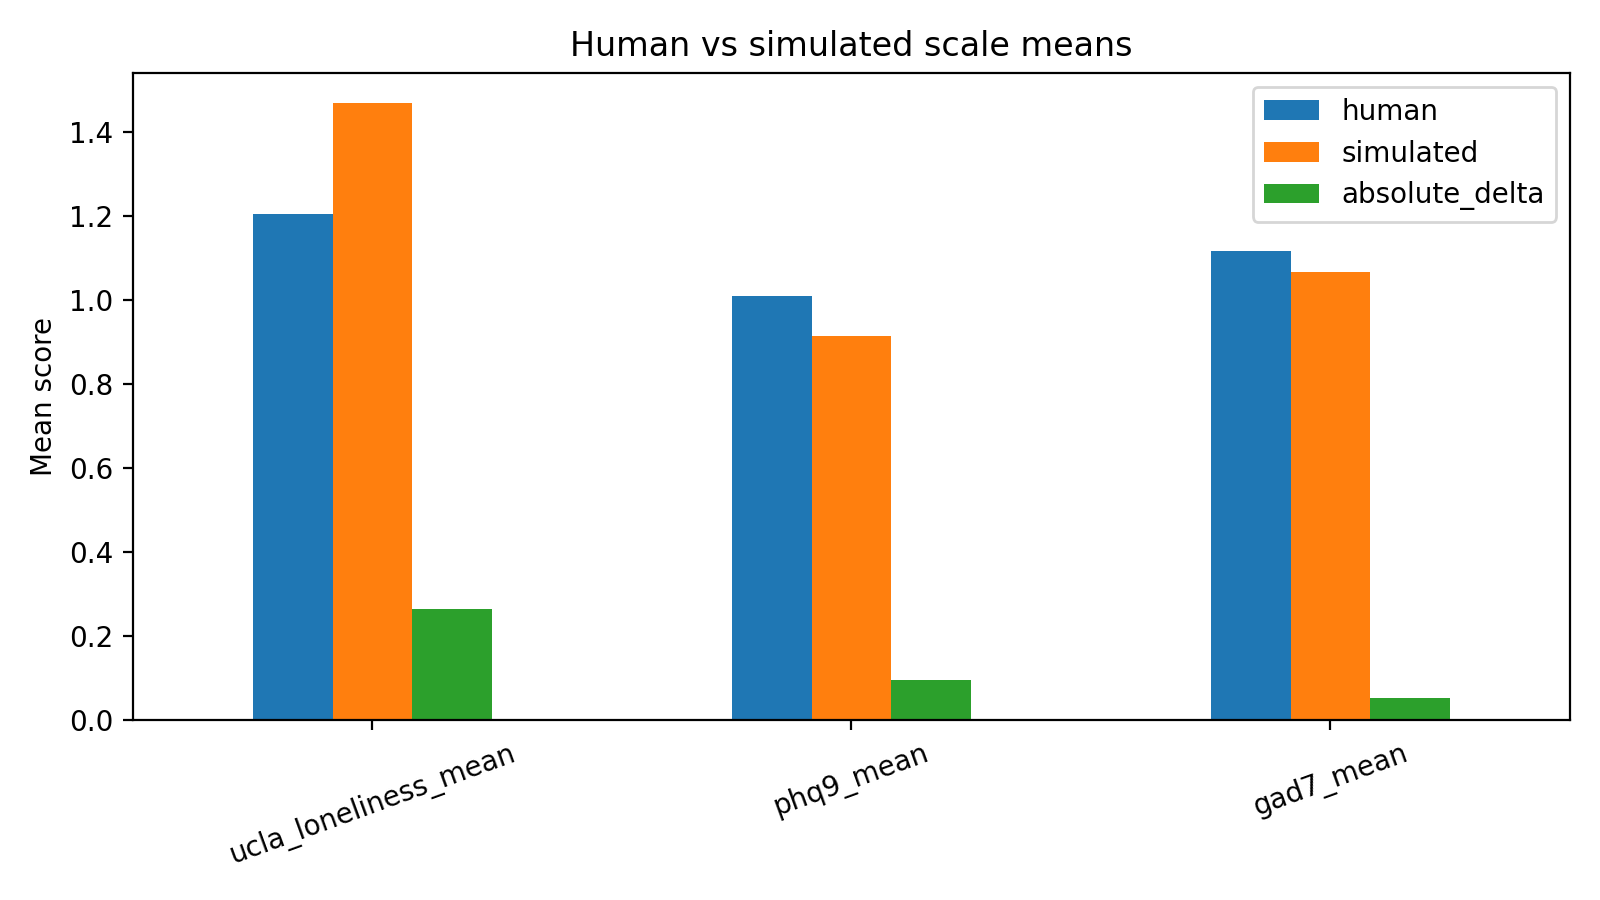 Human vs simulated scale means
human
simulated
absolute_delta
Mean score
1.4
1.2
1.0
0.8
0.6
0.4
0.2
0.0
ucla_loneliness_mean
phq9_mean
gad7_mean